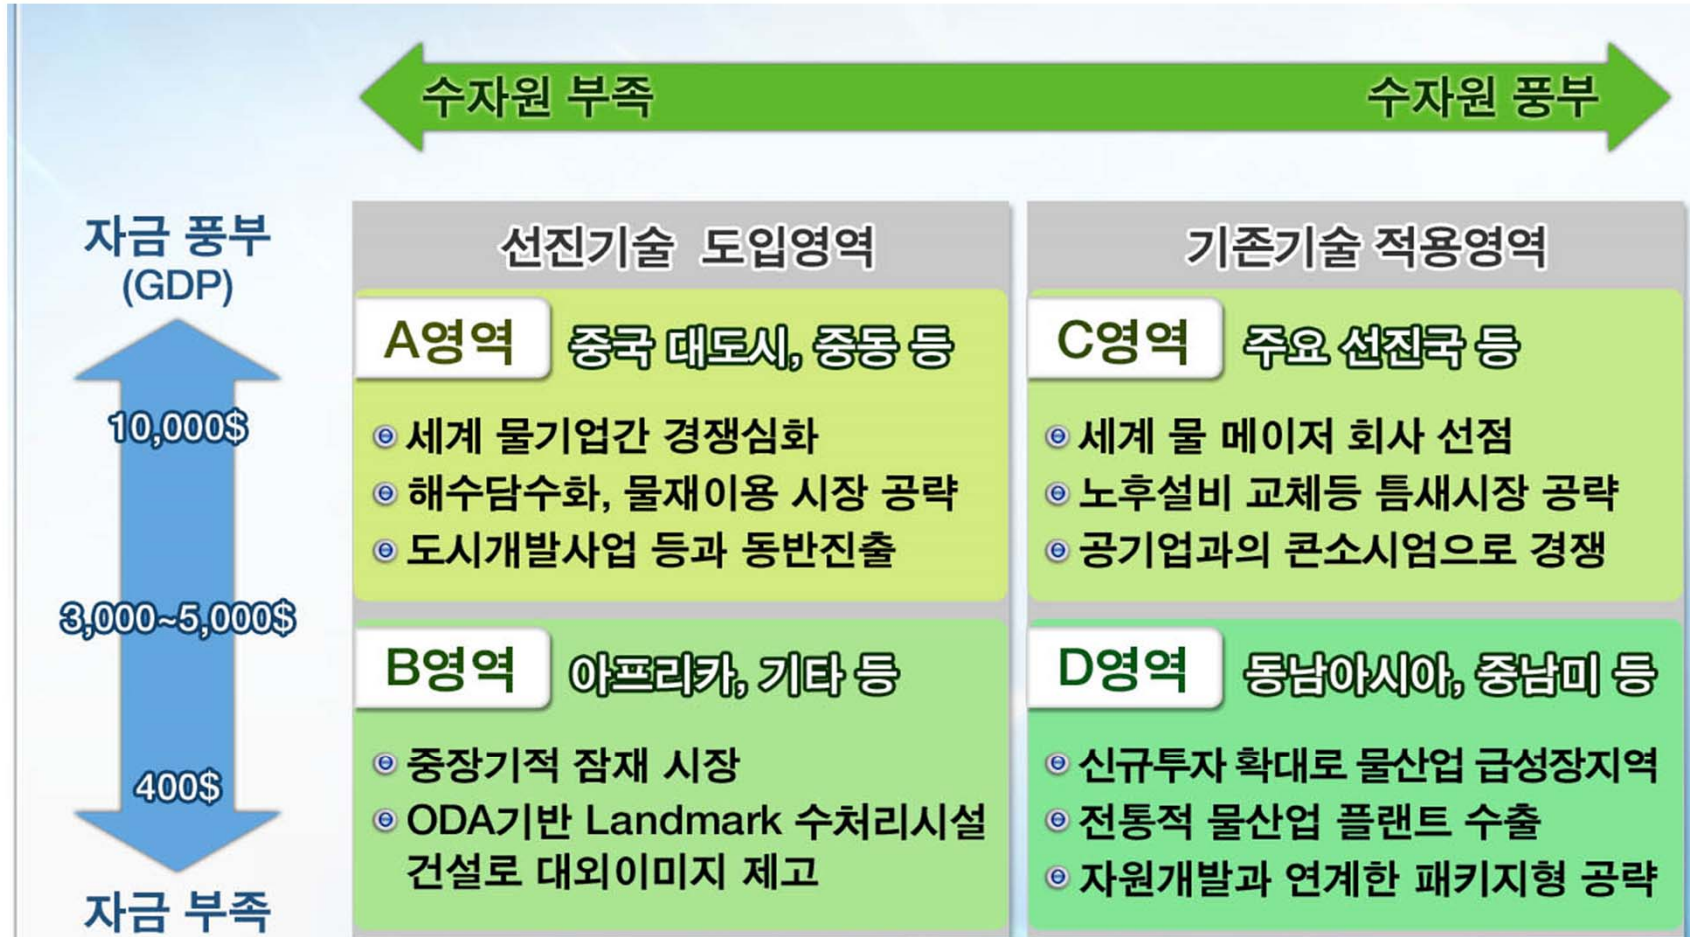 수자원 부족
수자원 풍부
자금 풍부
(GDP)
10,000$
3,000~5,000$
400$
자금 부족
선진기술 도입영역
A영역 중국 대도시, 중동 등
세계 물기업간 경쟁심화
해수담수화, 물재이용 시장 공략
도시개발사업 등과 동반진출
B영역 아프리카, 기타 등
중장기적 잠재 시장
ODA기반 Landmark 수처리시설
건설로 대외이미지 제고
기존기술 적용영역
C영역 주요 선진국 등
세계 물 메이저 회사 선점
노후설비 교체등 틈새시장 공략
공기업과의 콘소시엄으로 경쟁
D영역 동남아시아, 중남미 등
신규투자 확대로 물산업 급성장지역
전통적 물산업 플랜트 수출
자원개발과 연계한 패키지형 공략